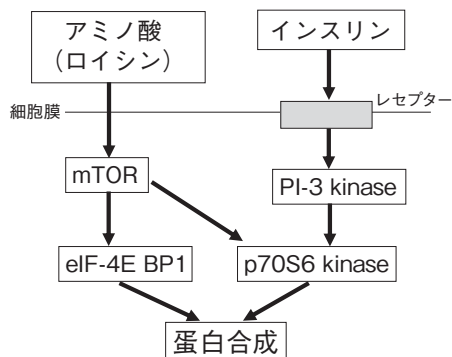 アミノ酸
（ロイシン）
インスリン
細胞膜
レセプター
mTOR
PI-3 kinase
eIF-4E BP1
p70S6 kinase
蛋白合成